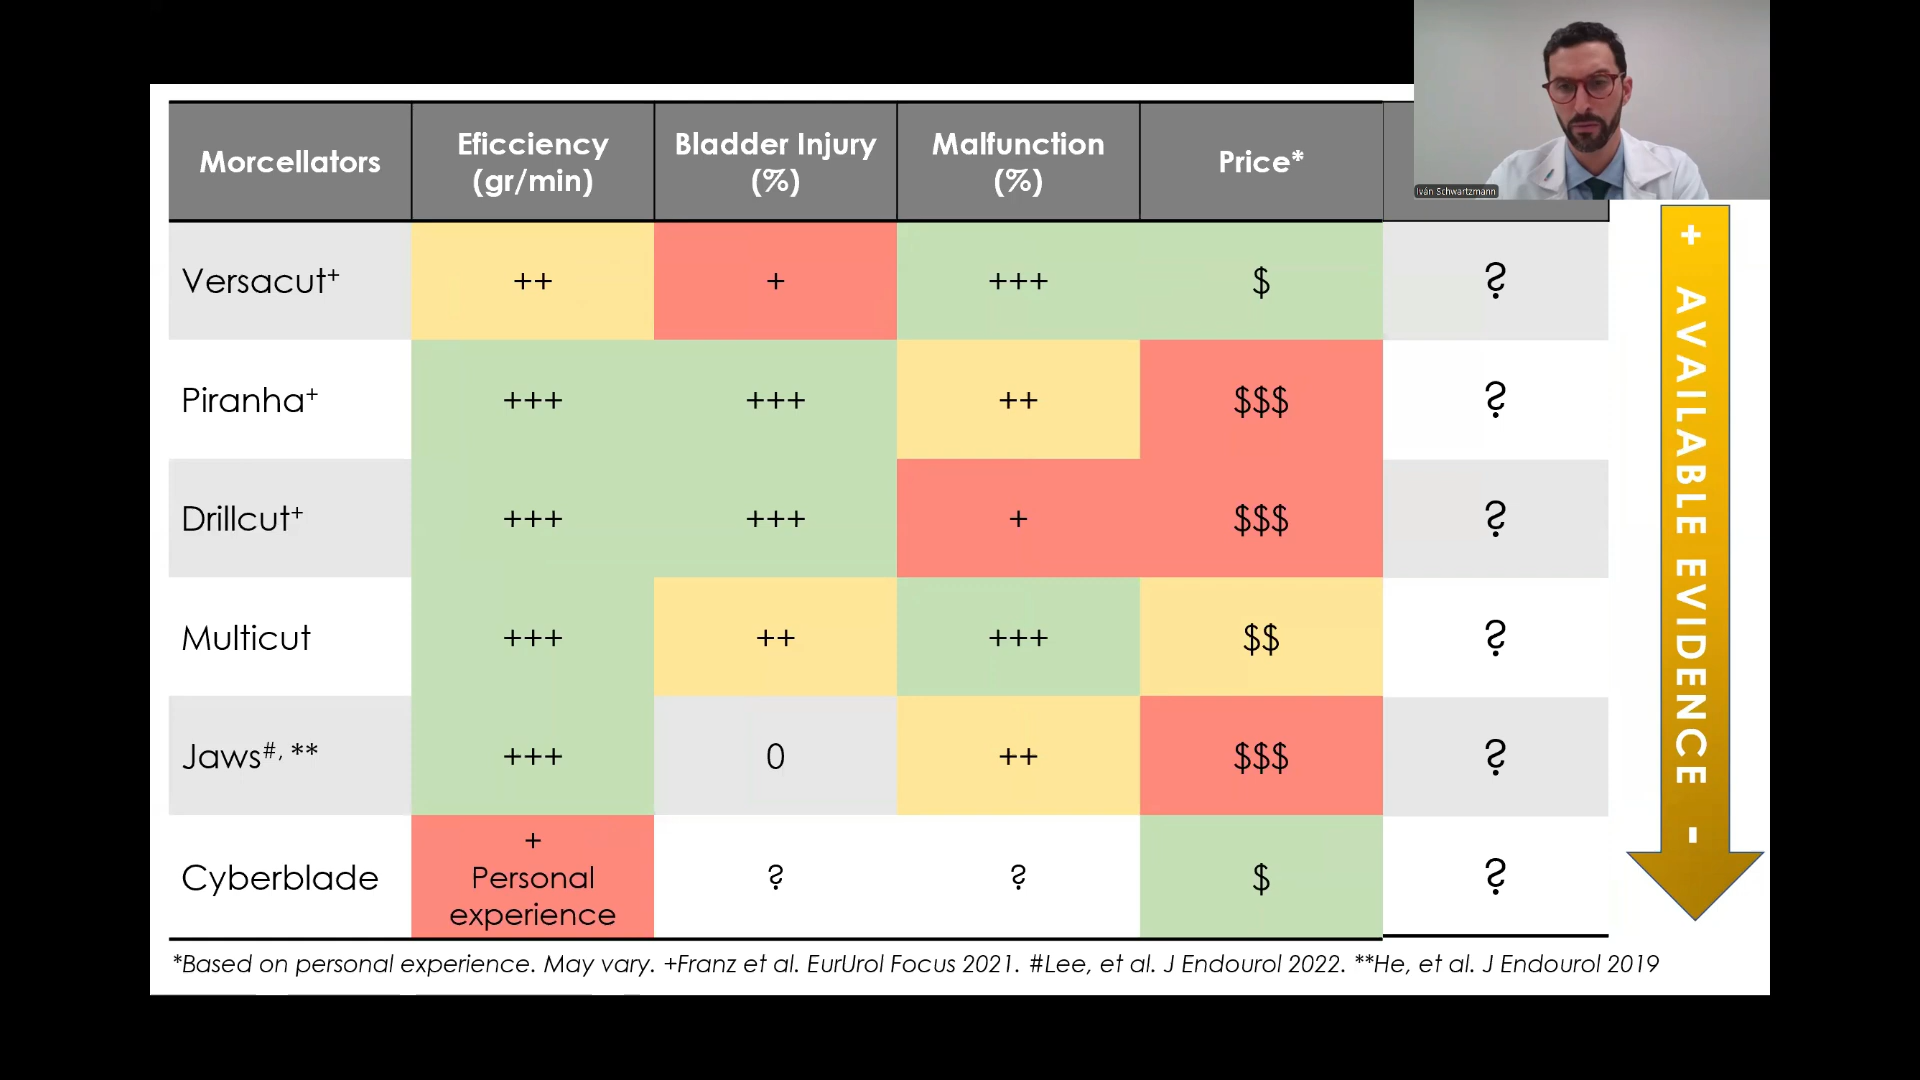 Morcellators
Eficciency
(gr/min)
Bladder Injury
(%)
Malfunction
(%)
Price*
Iván Schwartzmann
Versacut+ ++ + +++ $ ?
Piranha+ +++ +++ ++ $$$ ?
Drillcut+ +++ +++ + $$$ ?
Multicut +++ ++ +++ $$ ?
Jaws#, ** +++ 0 ++ $$$ ?
Cyberblade
+
Personal
experience
? ? $ ?
+ AVAILABLE EVIDENCE -
*Based on personal experience. May vary. +Franz et al. EurUrol Focus 2021. #Lee, et al. J Endourol 2022. **He, et al. J Endourol 2019